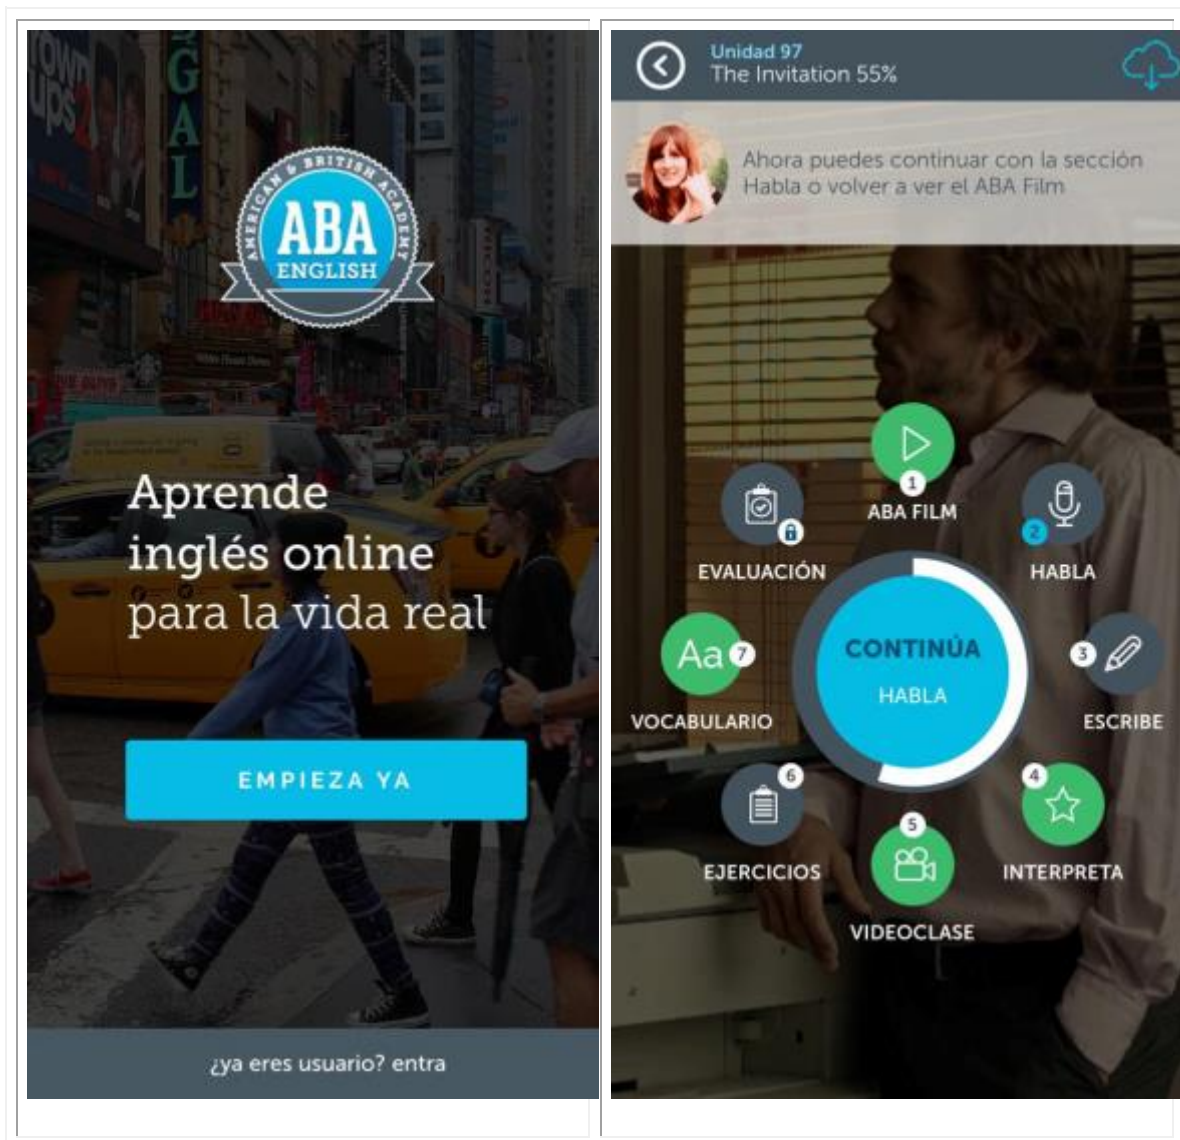 GAL
AMERICAN & BRITISH ACADEMY
ABA
ENGLISH
Aprende
inglés online
para la vida real
EMPIEZA YA
¿ya eres usuario? entra
Unidad 97
The Invitation 55%
Ahora puedes continuar con la sección
Habla o volver a ver el ABA Film
1
ABA FILM
2
HABLA
EVALUACIÓN
3
ESCRIBE
Aa 7
VOCABULARIO
CONTINÚA
HABLA
4
INTERPRETA
5
VIDEOCLASE
6
EJERCICIOS